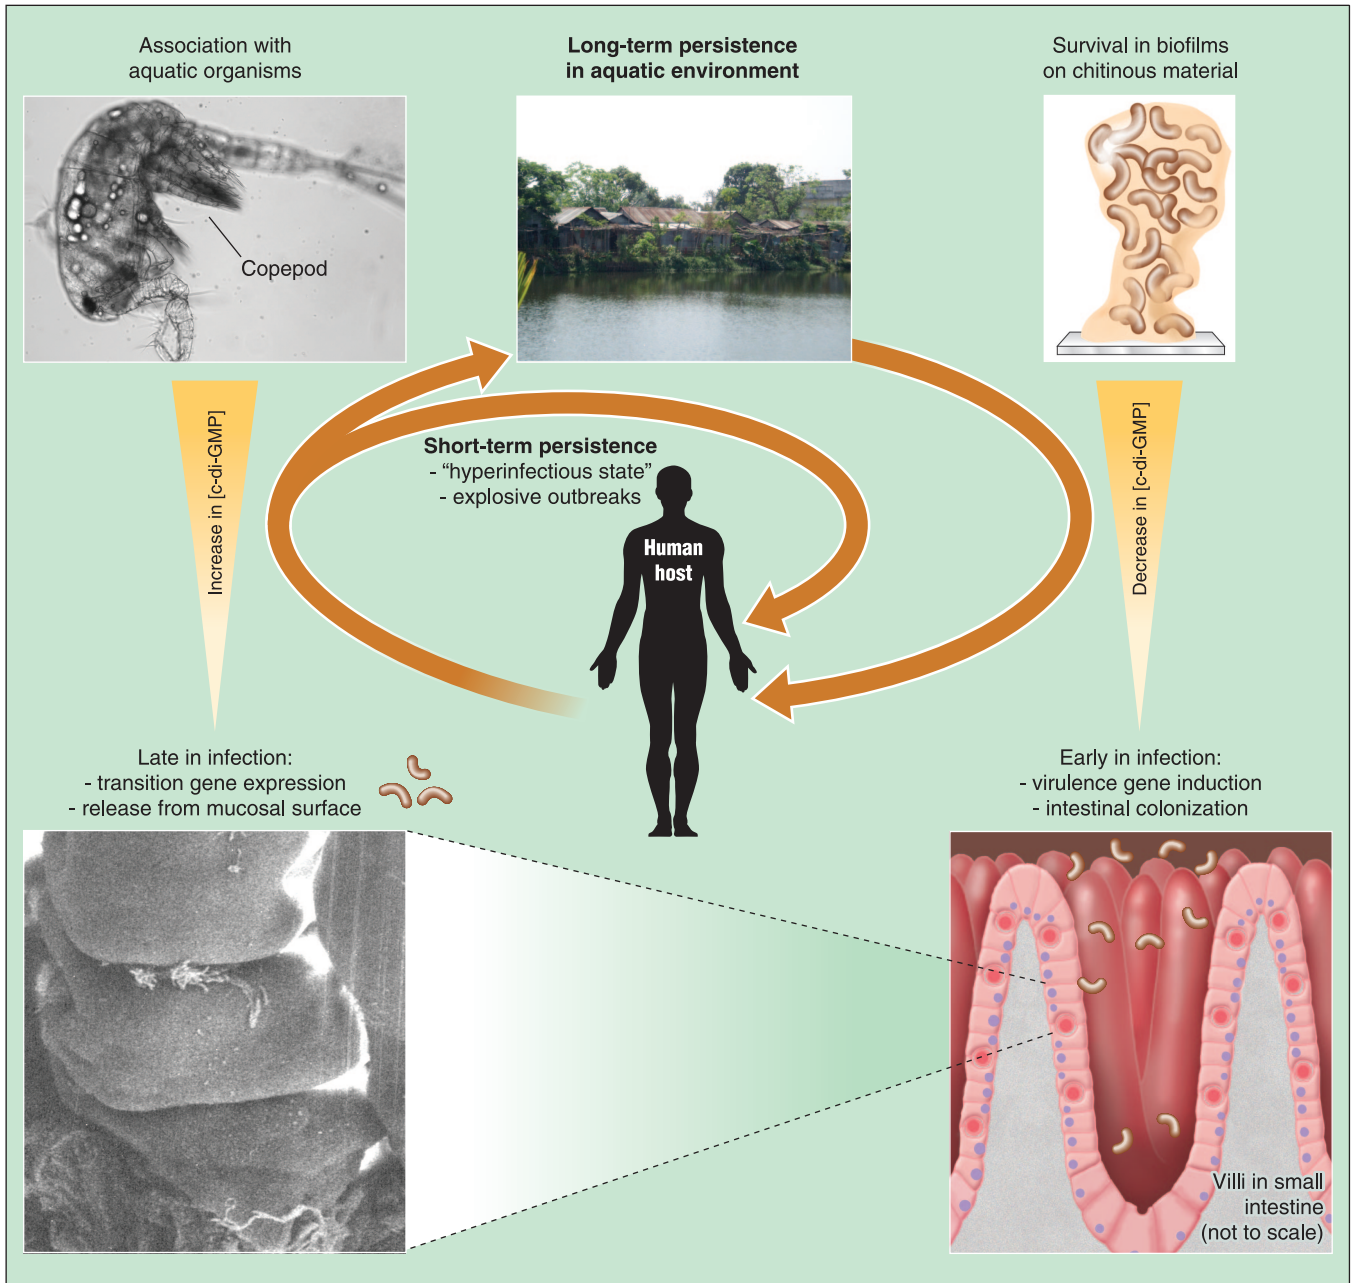 Association with
aquatic organisms
Long-term persistence
in aquatic environment
Survival in biofilms
on chitinous material
Copepod
Increase in [c-di-GMP]
Short-term persistence
- “hyperinfectious state”
- explosive outbreaks
Human
host
Decrease in [c-di-GMP]
Late in infection:
- transition gene expression
- release from mucosal surface
Early in infection:
- virulence gene induction
- intestinal colonization
Villi in small
intestine
(not to scale)